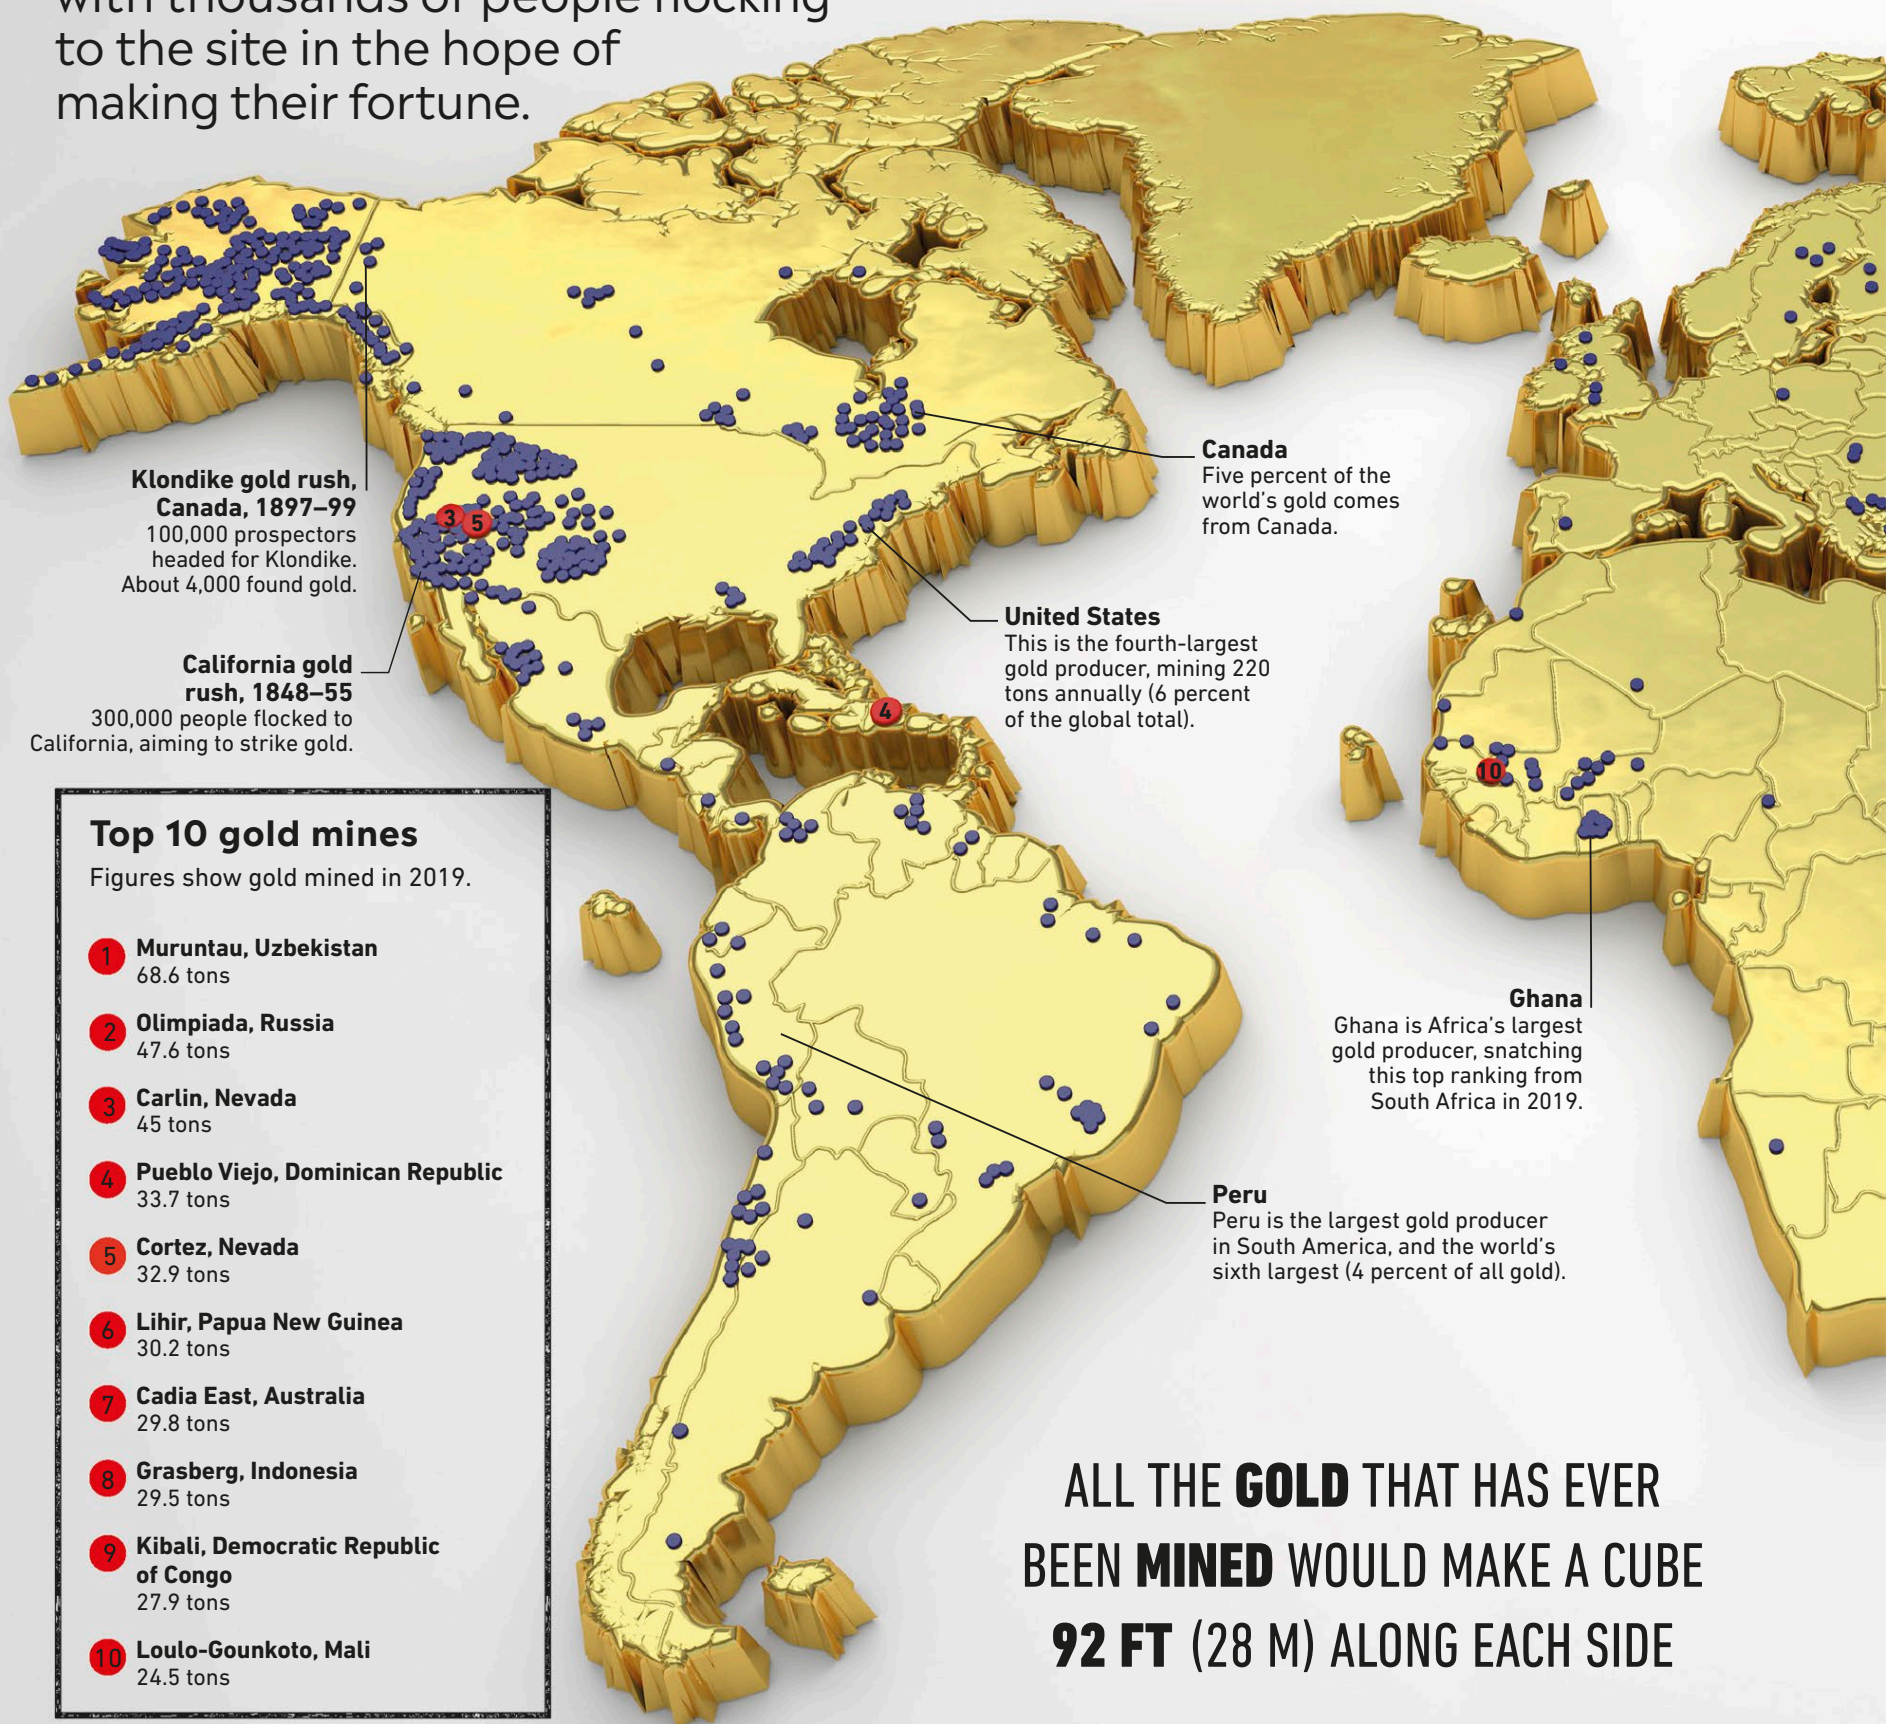 with thousands of people flocking
to the site in the hope of
making their fortune.
Klondike gold rush,
Canada, 1897–99
100,000 prospectors
headed for Klondike.
About 4,000 found gold.
California gold
rush, 1848–55
300,000 people flocked to
California, aiming to strike gold.
3
5
4
10
Canada
Five percent of the
world's gold comes
from Canada.
United States
This is the fourth-largest
gold producer, mining 220
tons annually (6 percent
of the global total).
Ghana
Ghana is Africa's largest
gold producer, snatching
this top ranking from
South Africa in 2019.
Peru
Peru is the largest gold producer
in South America, and the world's
sixth largest (4 percent of all gold).
Top 10 gold mines
Figures show gold mined in 2019.
1 Muruntau, Uzbekistan
68.6 tons
2 Olimpiada, Russia
47.6 tons
3 Carlin, Nevada
45 tons
4 Pueblo Viejo, Dominican Republic
33.7 tons
5 Cortez, Nevada
32.9 tons
6 Lihir, Papua New Guinea
30.2 tons
7 Cadia East, Australia
29.8 tons
8 Grasberg, Indonesia
29.5 tons
9 Kibali, Democratic Republic
of Congo
27.9 tons
10 Loulo-Gounkoto, Mali
24.5 tons
ALL THE GOLD THAT HAS EVER
BEEN MINED WOULD MAKE A CUBE
92 FT (28 M) ALONG EACH SIDE